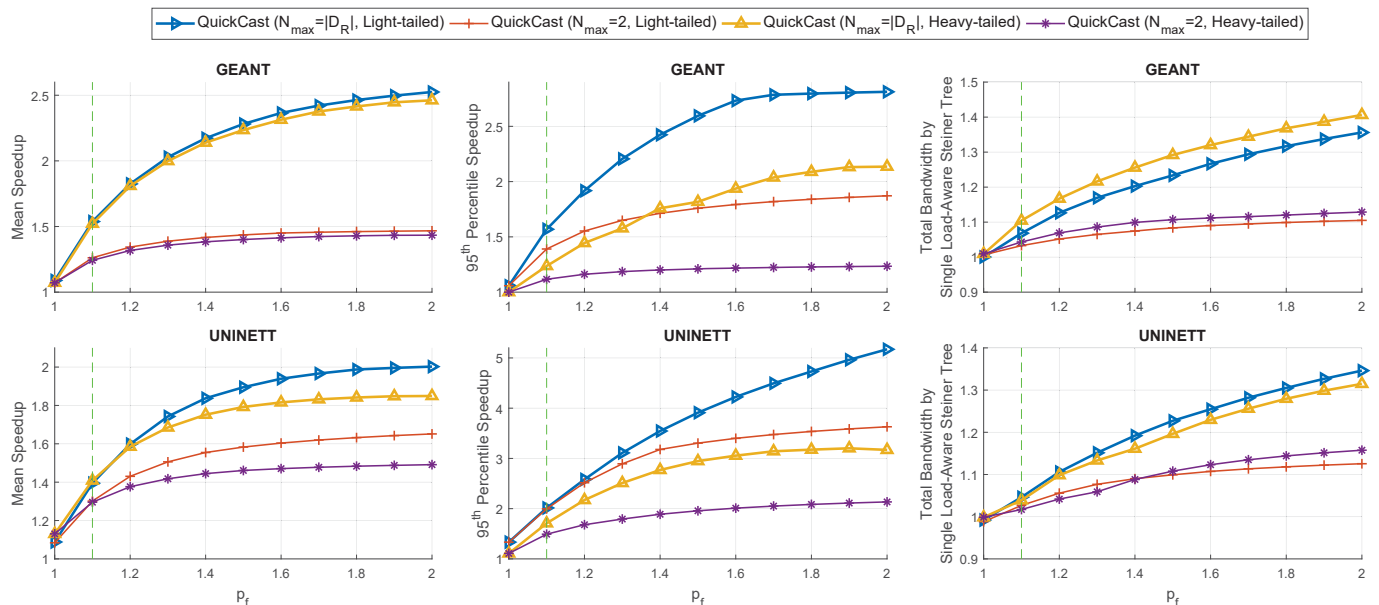 QuickCast (N_max=|D_R|, Light-tailed) QuickCast (N_max=2, Light-tailed) QuickCast (N_max=|D_R|, Heavy-tailed) QuickCast (N_max=2, Heavy-tailed)
GEANT
Mean Speedup
2.5
2
1.5
1
1 1.2 1.4 1.6 1.8 2
GEANT
95th Percentile Speedup
2.5
2
1.5
1
1 1.2 1.4 1.6 1.8 2
GEANT
Total Bandwidth by
Single Load-Aware Steiner Tree
1.5
1.4
1.3
1.2
1.1
1
0.9
1 1.2 1.4 1.6 1.8 2
UNINETT
Mean Speedup
2
1.8
1.6
1.4
1.2
1
1 1.2 1.4 1.6 1.8 2
p_f
UNINETT
95th Percentile Speedup
5
4
3
2
1
1 1.2 1.4 1.6 1.8 2
p_f
UNINETT
Total Bandwidth by
Single Load-Aware Steiner Tree
1.4
1.3
1.2
1.1
1
0.9
1 1.2 1.4 1.6 1.8 2
p_f